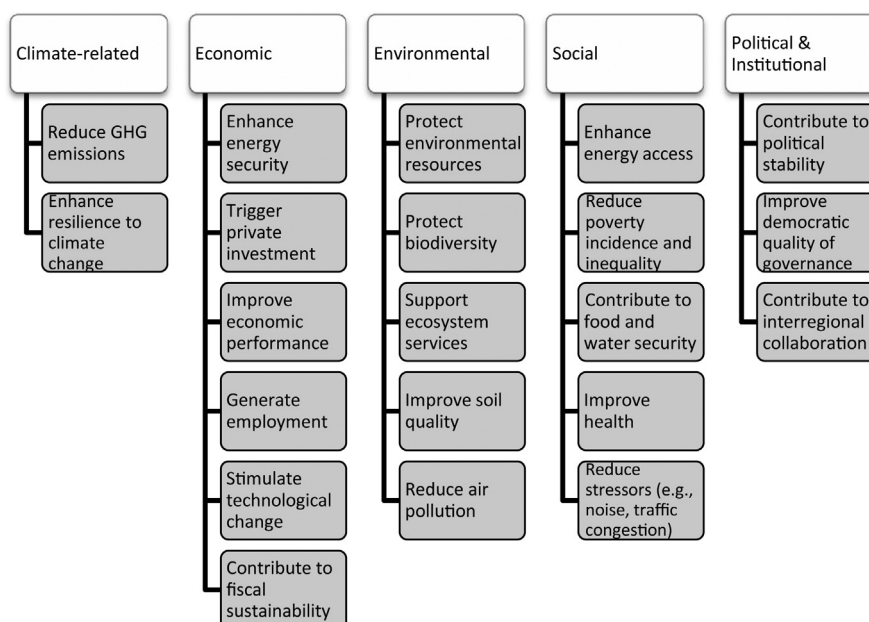 Climate-related
Reduce GHG
emissions
Enhance
resilience to
climate
change
Economic
Enhance
energy
security
Trigger
private
investment
Improve
economic
performance
Generate
employment
Stimulate
technological
change
Contribute to
fiscal
sustainability
Environmental
Protect
environmental
resources
Protect
biodiversity
Support
ecosystem
services
Improve soil
quality
Reduce air
pollution
Social
Enhance
energy access
Reduce
poverty
incidence and
inequality
Contribute to
food and
water security
Improve
health
Reduce
stressors (e.g.,
noise, traffic
congestion)
Political &
Institutional
Contribute to
political
stability
Improve
democratic
quality of
governance
Contribute to
interregional
collaboration